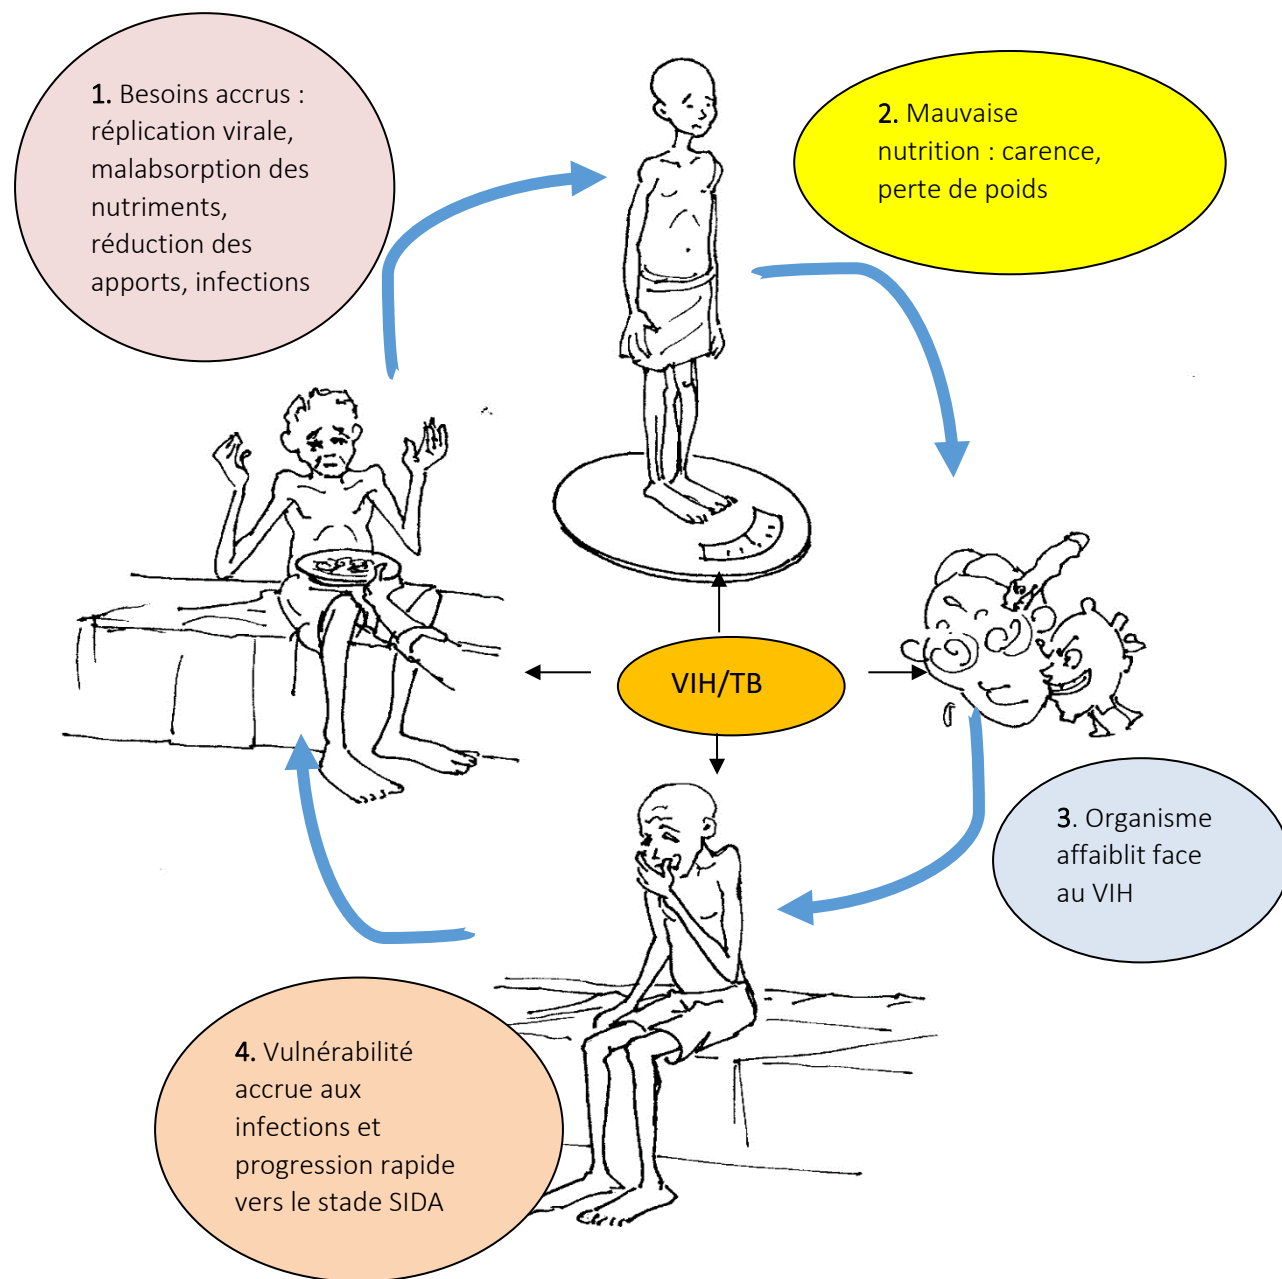 1. Besoins accrus :
réplication virale,
malabsorption des
nutriments,
réduction des
apports, infections
2. Mauvaise
nutrition : carence,
perte de poids
VIH/TB
3. Organisme
affaiblit face
au VIH
4. Vulnérabilité
accrue aux
infections et
progression rapide
vers le stade SIDA